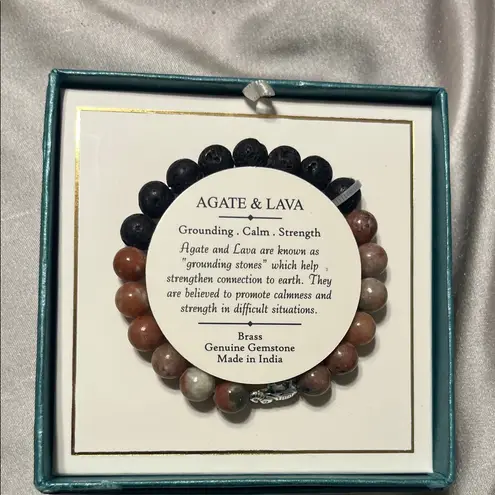 AGATE & LAVA
Grounding . Calm . Strength
Agate and Lava are known as
"grounding stones" which help
strengthen connection to earth. They
are believed to promote calmness and
strength in difficult situations.
Brass
Genuine Gemstone
Made in India